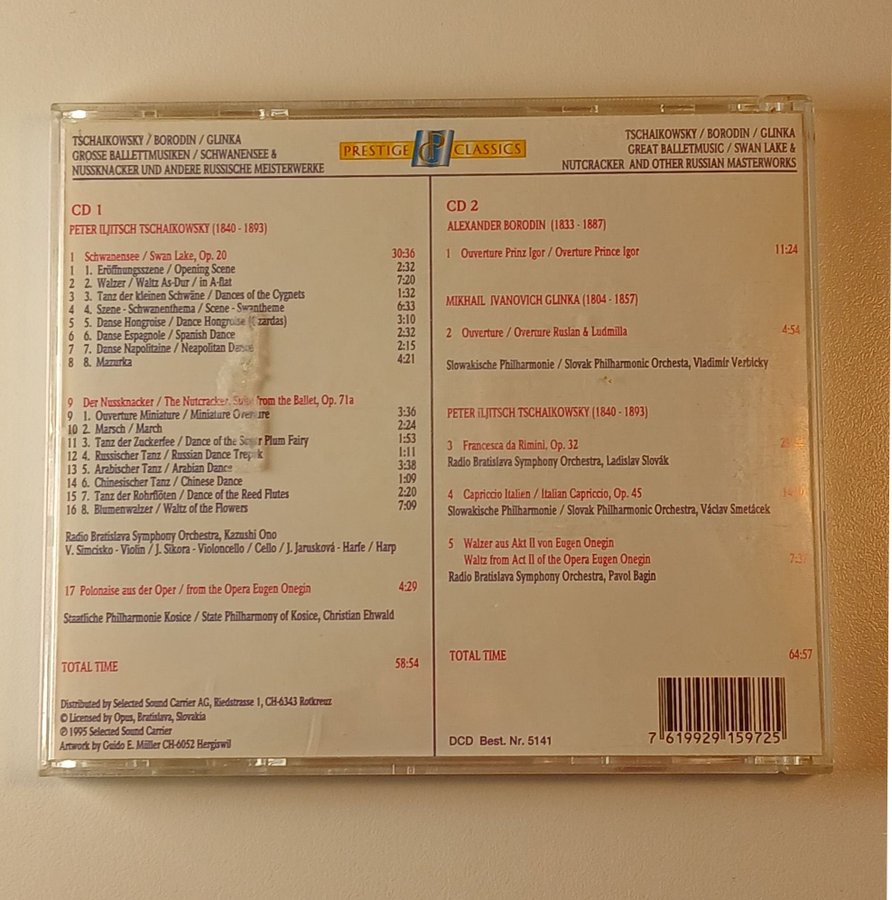 TSCHAIKOWSKY / BORODIN / GLINKA
GROSSE BALLETTMUSIKEN / SCHWANENSEE &
NUSSKNACKER UND ANDERE RUSSISCHE MEISTERWERKE
PRESTIGE CLASSICS
TSCHAIKOWSKY / BORODIN / GLINKA
GREAT BALLETMUSIC / SWAN LAKE &
NUTCRACKER AND OTHER RUSSIAN MASTERWORKS
CD 1
PETER ILJITSCH TSCHAIKOWSKY (1840 - 1893)
1 Schwanensee / Swan Lake, Op. 20 30:36
1 1. Eröffnungsszene / Opening Scene 2:32
2 2. Walzer / Waltz As-Dur / in A-flat 7:20
3 3. Tanz der kleinen Schwäne / Dances of the Cygnets 1:32
4 4. Szene - Schwanenthema / Scene - Swantheme 6:33
5 5. Danse Hongroise / Dance Hongroise (Czardas) 3:10
6 6. Danse Espagnole / Spanish Dance 2:32
7 7. Danse Napolitaine / Neapolitan Dance 2:15
8 8. Mazurka 4:21
9 Der Nussknacker / The Nutcracker, Suite from the Ballet, Op. 71a
9 1. Ouverture Miniature / Miniature Overture 3:36
10 2. Marsch / March 2:24
11 3. Tanz der Zuckerfee / Dance of the Sugar Plum Fairy 1:53
12 4. Russischer Tanz / Russian Dance Trepak 1:11
13 5. Arabischer Tanz / Arabian Dance 3:38
14 6. Chinesischer Tanz / Chinese Dance 1:09
15 7. Tanz der Rohrflöten / Dance of the Reed Flutes 2:20
16 8. Blumenwalzer / Waltz of the Flowers 7:09
Radio Bratislava Symphony Orchestra, Kazushi Ono
V. Simcisko - Violin / J. Sikora - Violoncello / Cello / J. Jarusková - Harfe / Harp
17 Polonaise aus der Oper / from the Opera Eugen Onegin 4:29
Staatliche Philharmonie Kosice / State Philharmony of Kosice, Christian Ehwald
TOTAL TIME 58:54
Distributed by Selected Sound Carrier AG, Riedstrasse 1, CH-6343 Rotkreuz
© Licensed by Opus, Bratislava, Slovakia
℗ 1995 Selected Sound Carrier
Artwork by Guido E. Müller CH-6052 Hergiswil
CD 2
ALEXANDER BORODIN (1833 - 1887)
1 Ouverture Prinz Igor / Overture Prince Igor 11:24
MIKHAIL IVANOVICH GLINKA (1804 - 1857)
2 Ouverture / Overture Ruslan & Ludmilla 4:54
Slowakische Philharmonie / Slovak Philharmonic Orchesta, Vladimír Verbicky
PETER ILJITSCH TSCHAIKOWSKY (1840 - 1893)
3 Francesca da Rimini, Op. 32
Radio Bratislava Symphony Orchestra, Ladislav Slovák
4 Capriccio Italien / Italian Capriccio, Op. 45
Slowakische Philharmonie / Slovak Philharmonic Orchestra, Václav Smetácek
5 Walzer aus Akt II von Eugen Onegin
Waltz from Act II of the Opera Eugen Onegin
Radio Bratislava Symphony Orchestra, Pavol Bagin
TOTAL TIME 64:57
DCD Best. Nr. 5141
7 619929 159725